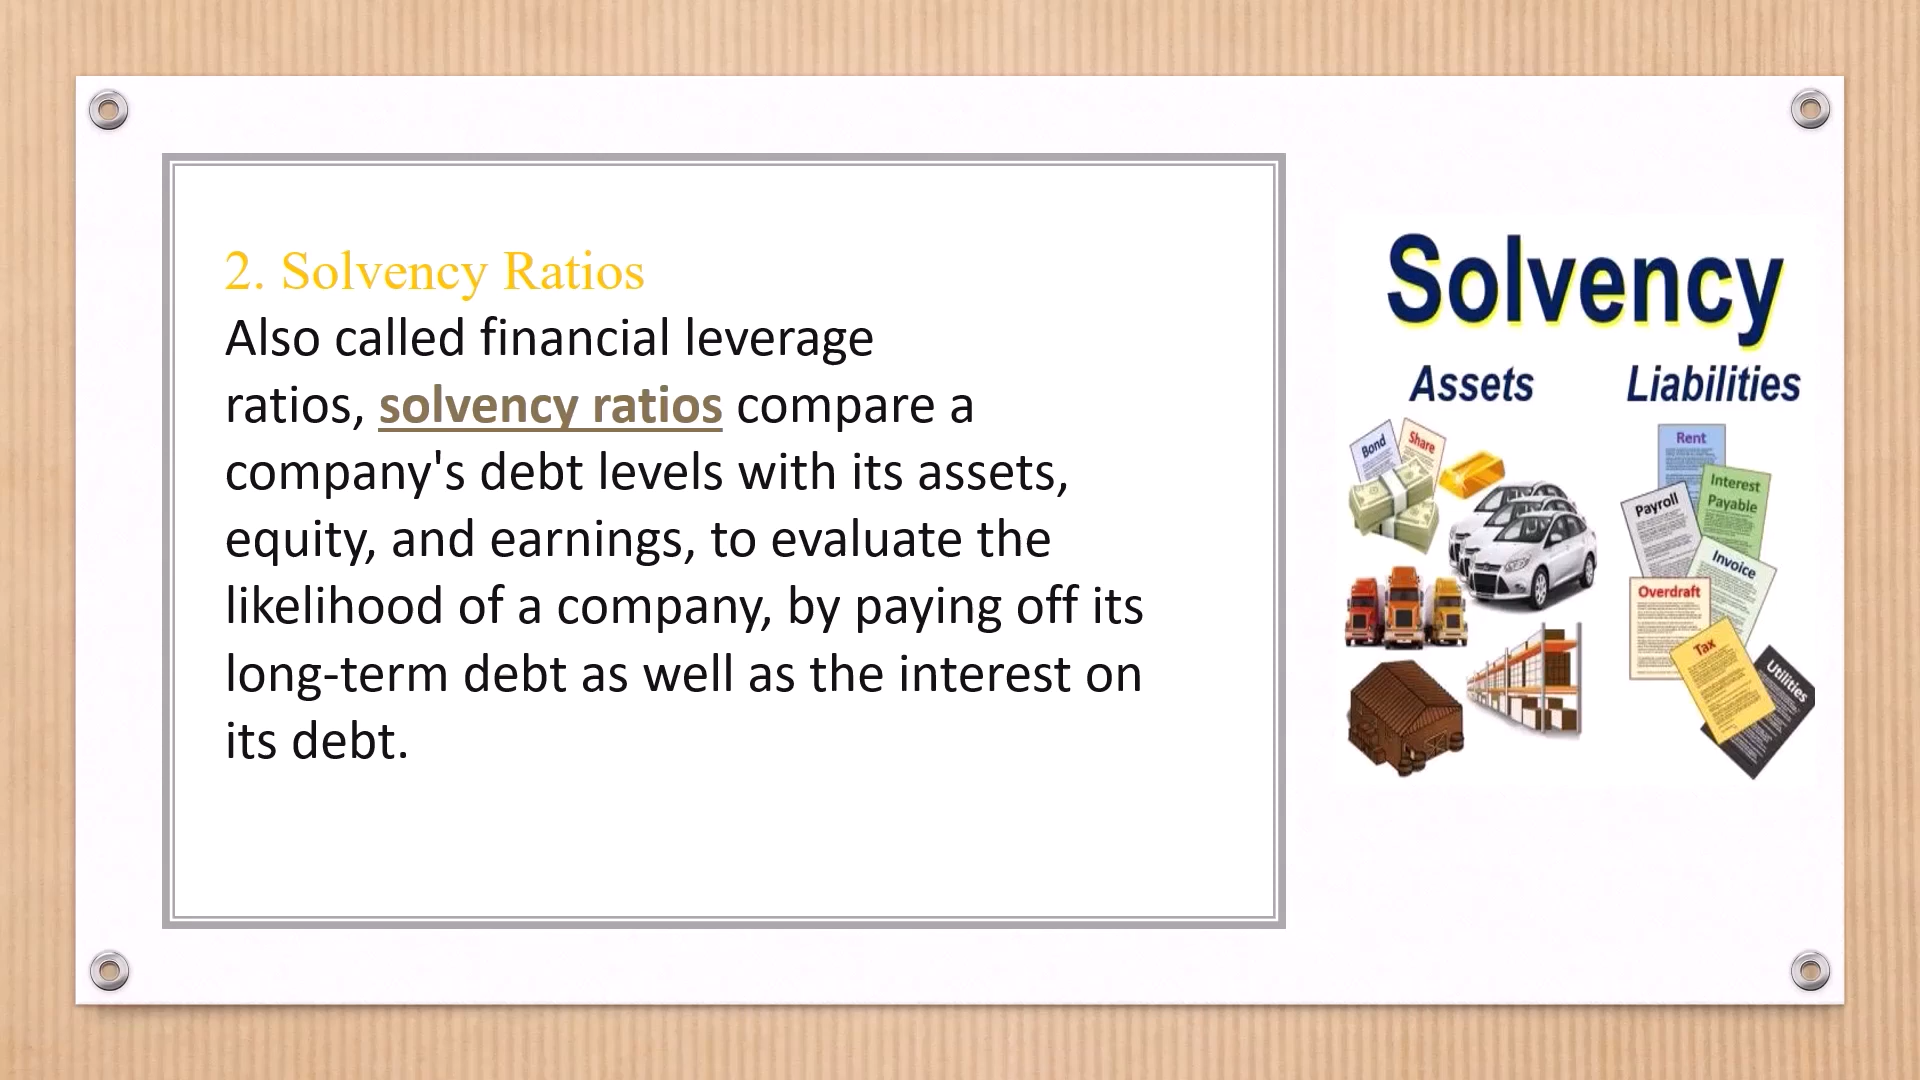 2. Solvency Ratios
Also called financial leverage
ratios, solvency ratios compare a
company's debt levels with its assets,
equity, and earnings, to evaluate the
likelihood of a company, by paying off its
long-term debt as well as the interest on
its debt.
Solvency
Assets
Liabilities
Bond
Share
Rent
Interest
Payable
Payroll
Invoice
Overdraft
Tax
Utilities